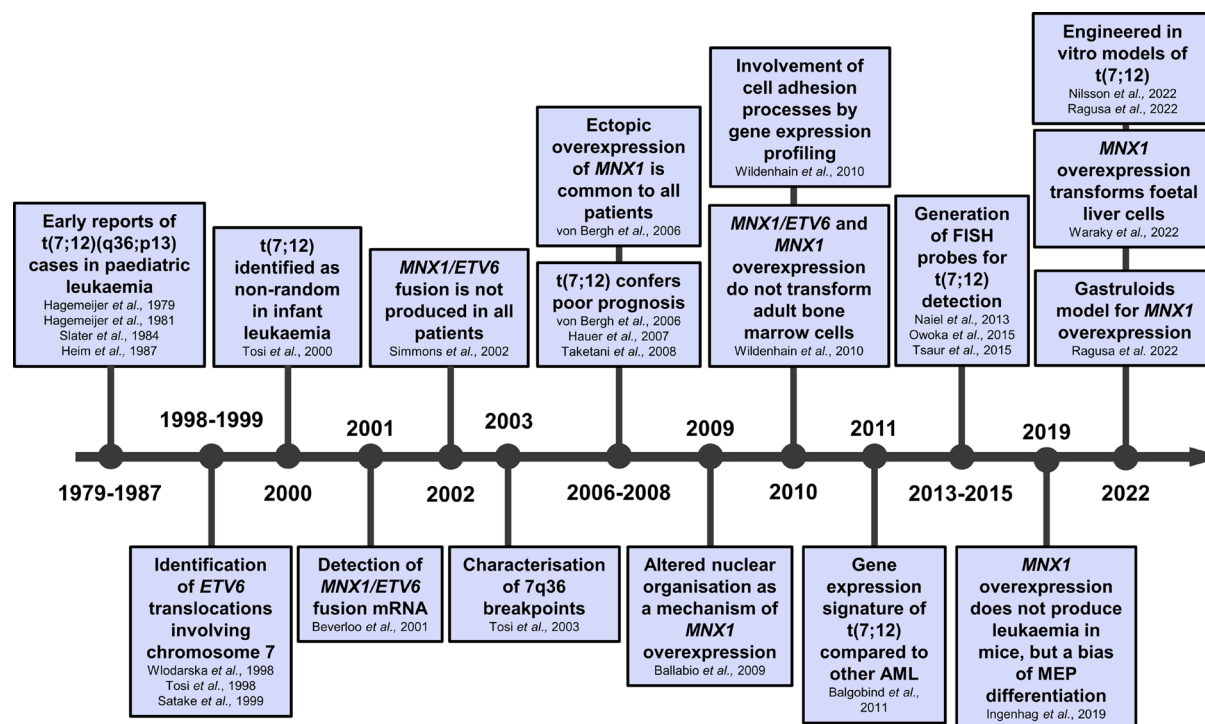 Early reports of
t(7;12)(q36;p13)
cases in paediatric
leukaemia
Hagemeijer et al., 1979
Hagemeijer et al., 1981
Slater et al., 1984
Heim et al., 1987
t(7;12)
identified as
non-random
in infant
leukaemia
Tosi et al., 2000
MNX1/ETV6
fusion is not
produced in all
patients
Simmons et al., 2002
Ectopic
overexpression
of MNX1 is
common to all
patients
von Bergh et al., 2006
t(7;12) confers
poor prognosis
von Bergh et al., 2006
Hauer et al., 2007
Taketani et al., 2008
Involvement of
cell adhesion
processes by
gene expression
profiling
Wildenhain et al., 2010
MNX1/ETV6 and
MNX1
overexpression
do not transform
adult bone
marrow cells
Wildenhain et al., 2010
Generation
of FISH
probes for
t(7;12)
detection
Naiel et al., 2013
Owoka et al., 2015
Tsaur et al., 2015
Engineered in
vitro models of
t(7;12)
Nilsson et al., 2022
Ragusa et al., 2022
MNX1
overexpression
transforms foetal
liver cells
Waraky et al., 2022
Gastruloids
model for MNX1
overexpression
Ragusa et al. 2022
1979-1987
1998-1999
2000
2001
2002
2003
2006-2008
2009
2010
2011
2013-2015
2019
2022
Identification
of ETV6
translocations
involving
chromosome 7
Wlodarska et al., 1998
Tosi et al., 1998
Satake et al., 1999
Detection of
MNX1/ETV6
fusion mRNA
Beverloo et al., 2001
Characterisation
of 7q36
breakpoints
Tosi et al., 2003
Altered nuclear
organisation as
a mechanism of
MNX1
overexpression
Ballabio et al., 2009
Gene
expression
signature of
t(7;12)
compared to
other AML
Balgobind et al.,
2011
MNX1
overexpression
does not produce
leukaemia in
mice, but a bias
of MEP
differentiation
Ingenhag et al., 2019